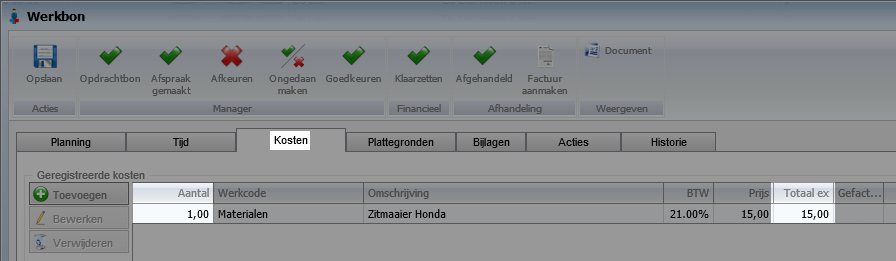 Werkbon
Opslaan Opdrachtbon Afspraak gemaakt Afkeuren Ongedaan maken Goedkeuren Klaarzetten Afgehandeld Factuur aanmaken Document
Acties Manager Financieel Afhandeling Weergeven
Planning Tijd Kosten Plattegronden Bijlagen Acties Historie
Geregistreerde kosten
Toevoegen Aantal Werkcode Omschrijving BTW Prijs Totaal ex Gefact...
Bewerken 1,00 Materialen Zitmaaier Honda 21.00% 15,00 15,00
Verwijderen